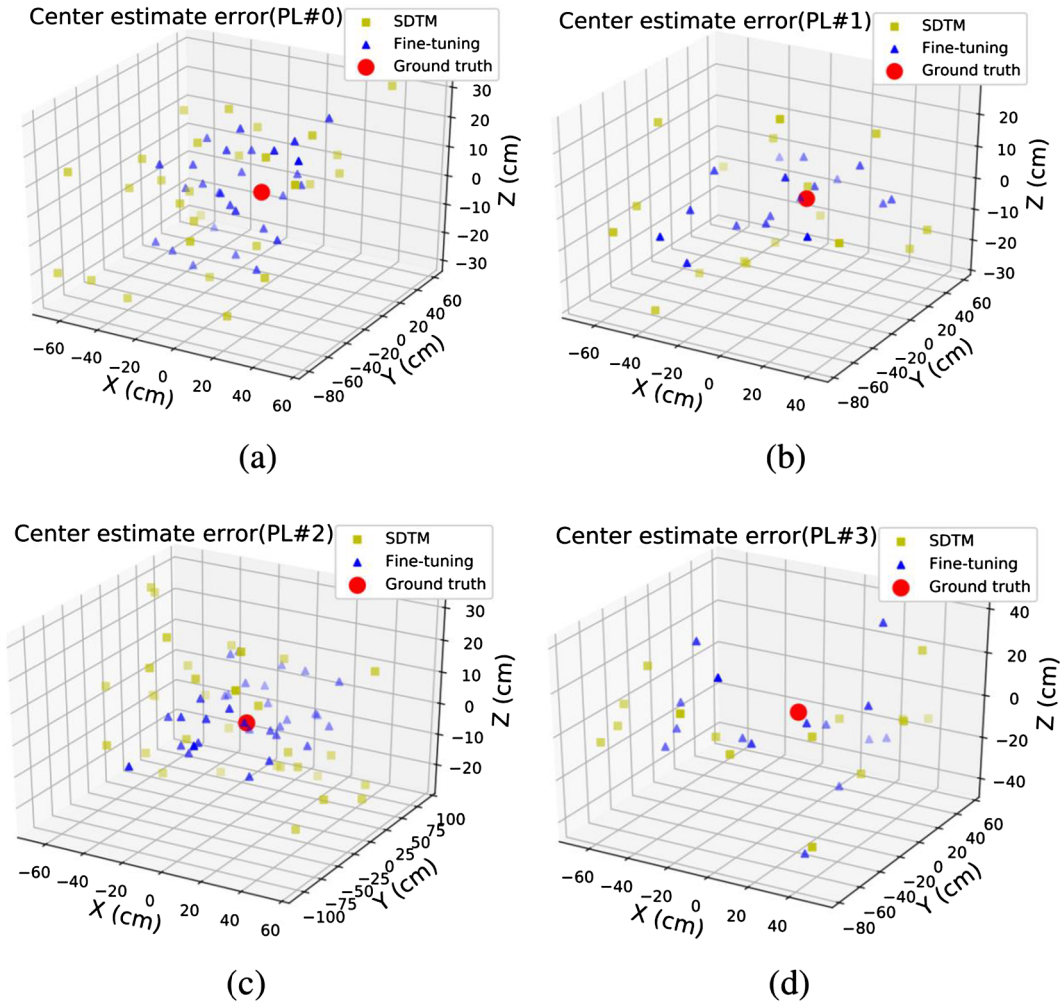 Center estimate error(PL#0)
SDTM
Fine-tuning
Ground truth
30
20
10
0
−10
−20
−30
Z (cm)
−60 −40 −20 0 20 40 60
X (cm)
−80 −60 −40 −20 0 20 40 60
Y (cm)
(a)
Center estimate error(PL#1)
SDTM
Fine-tuning
Ground truth
20
10
0
−10
−20
−30
Z (cm)
−60 −40 −20 0 20 40
X (cm)
−80 −60 −40 −20 0 20 40 60
Y (cm)
(b)
Center estimate error(PL#2)
SDTM
Fine-tuning
Ground truth
30
20
10
0
−10
−20
Z (cm)
−60 −40 −20 0 20 40 60
X (cm)
−100 −75 −50 −25 0 25 50 75 100
Y (cm)
(c)
Center estimate error(PL#3)
SDTM
Fine-tuning
Ground truth
40
20
0
−20
−40
Z (cm)
−60 −40 −20 0 20 40
X (cm)
−80 −60 −40 −20 0 20 40 60
Y (cm)
(d)